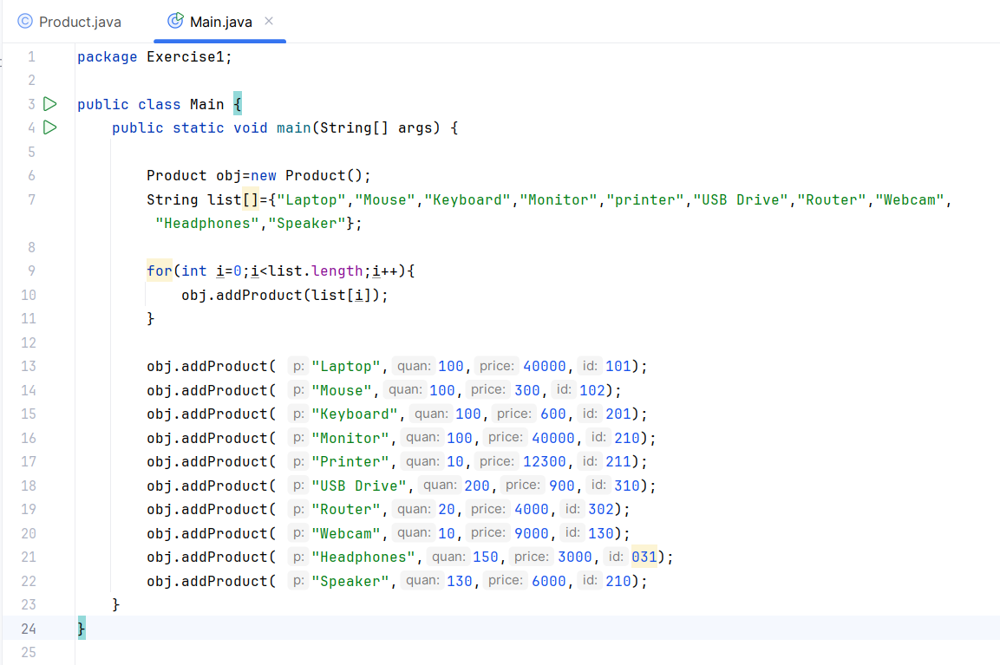 Product.java Main.java ×
1 package Exercise1;
2
3 public class Main {
4 public static void main(String[] args) {
5
6 Product obj=new Product();
7 String list[]={"Laptop","Mouse","Keyboard","Monitor","printer","USB Drive","Router","Webcam",
"Headphones","Speaker"};
8
9 for(int i=0;i<list.length;i++){
10 obj.addProduct(list[i]);
11 }
12
13 obj.addProduct( p: "Laptop", quan: 100, price: 40000, id: 101);
14 obj.addProduct( p: "Mouse", quan: 100, price: 300, id: 102);
15 obj.addProduct( p: "Keyboard", quan: 100, price: 600, id: 201);
16 obj.addProduct( p: "Monitor", quan: 100, price: 40000, id: 210);
17 obj.addProduct( p: "Printer", quan: 10, price: 12300, id: 211);
18 obj.addProduct( p: "USB Drive", quan: 200, price: 900, id: 310);
19 obj.addProduct( p: "Router", quan: 20, price: 4000, id: 302);
20 obj.addProduct( p: "Webcam", quan: 10, price: 9000, id: 130);
21 obj.addProduct( p: "Headphones", quan: 150, price: 3000, id: 031);
22 obj.addProduct( p: "Speaker", quan: 130, price: 6000, id: 210);
23 }
24 }
25